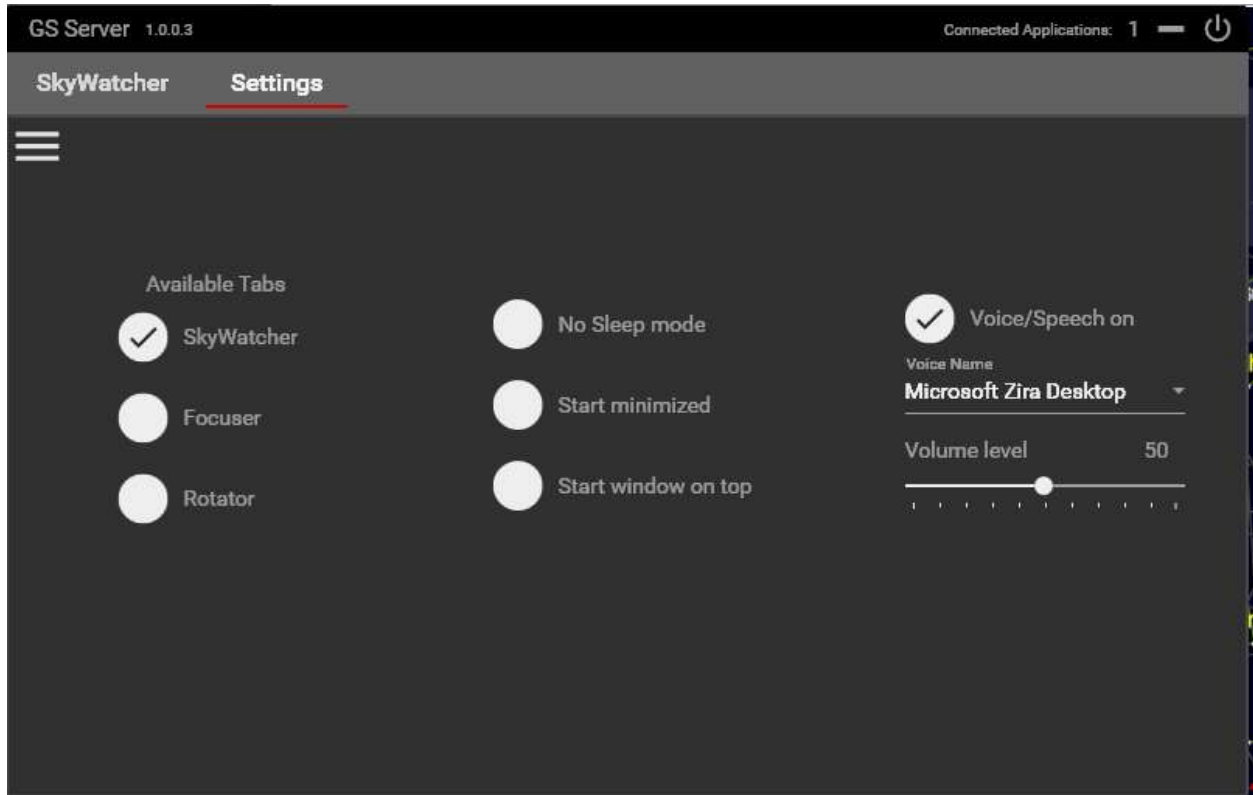 GS Server 1.0.0.3
Connected Applications: 1
SkyWatcher Settings
Available Tabs
SkyWatcher
Focuser
Rotator
No Sleep mode
Start minimized
Start window on top
Voice/Speech on
Voice Name
Microsoft Zira Desktop
Volume level 50